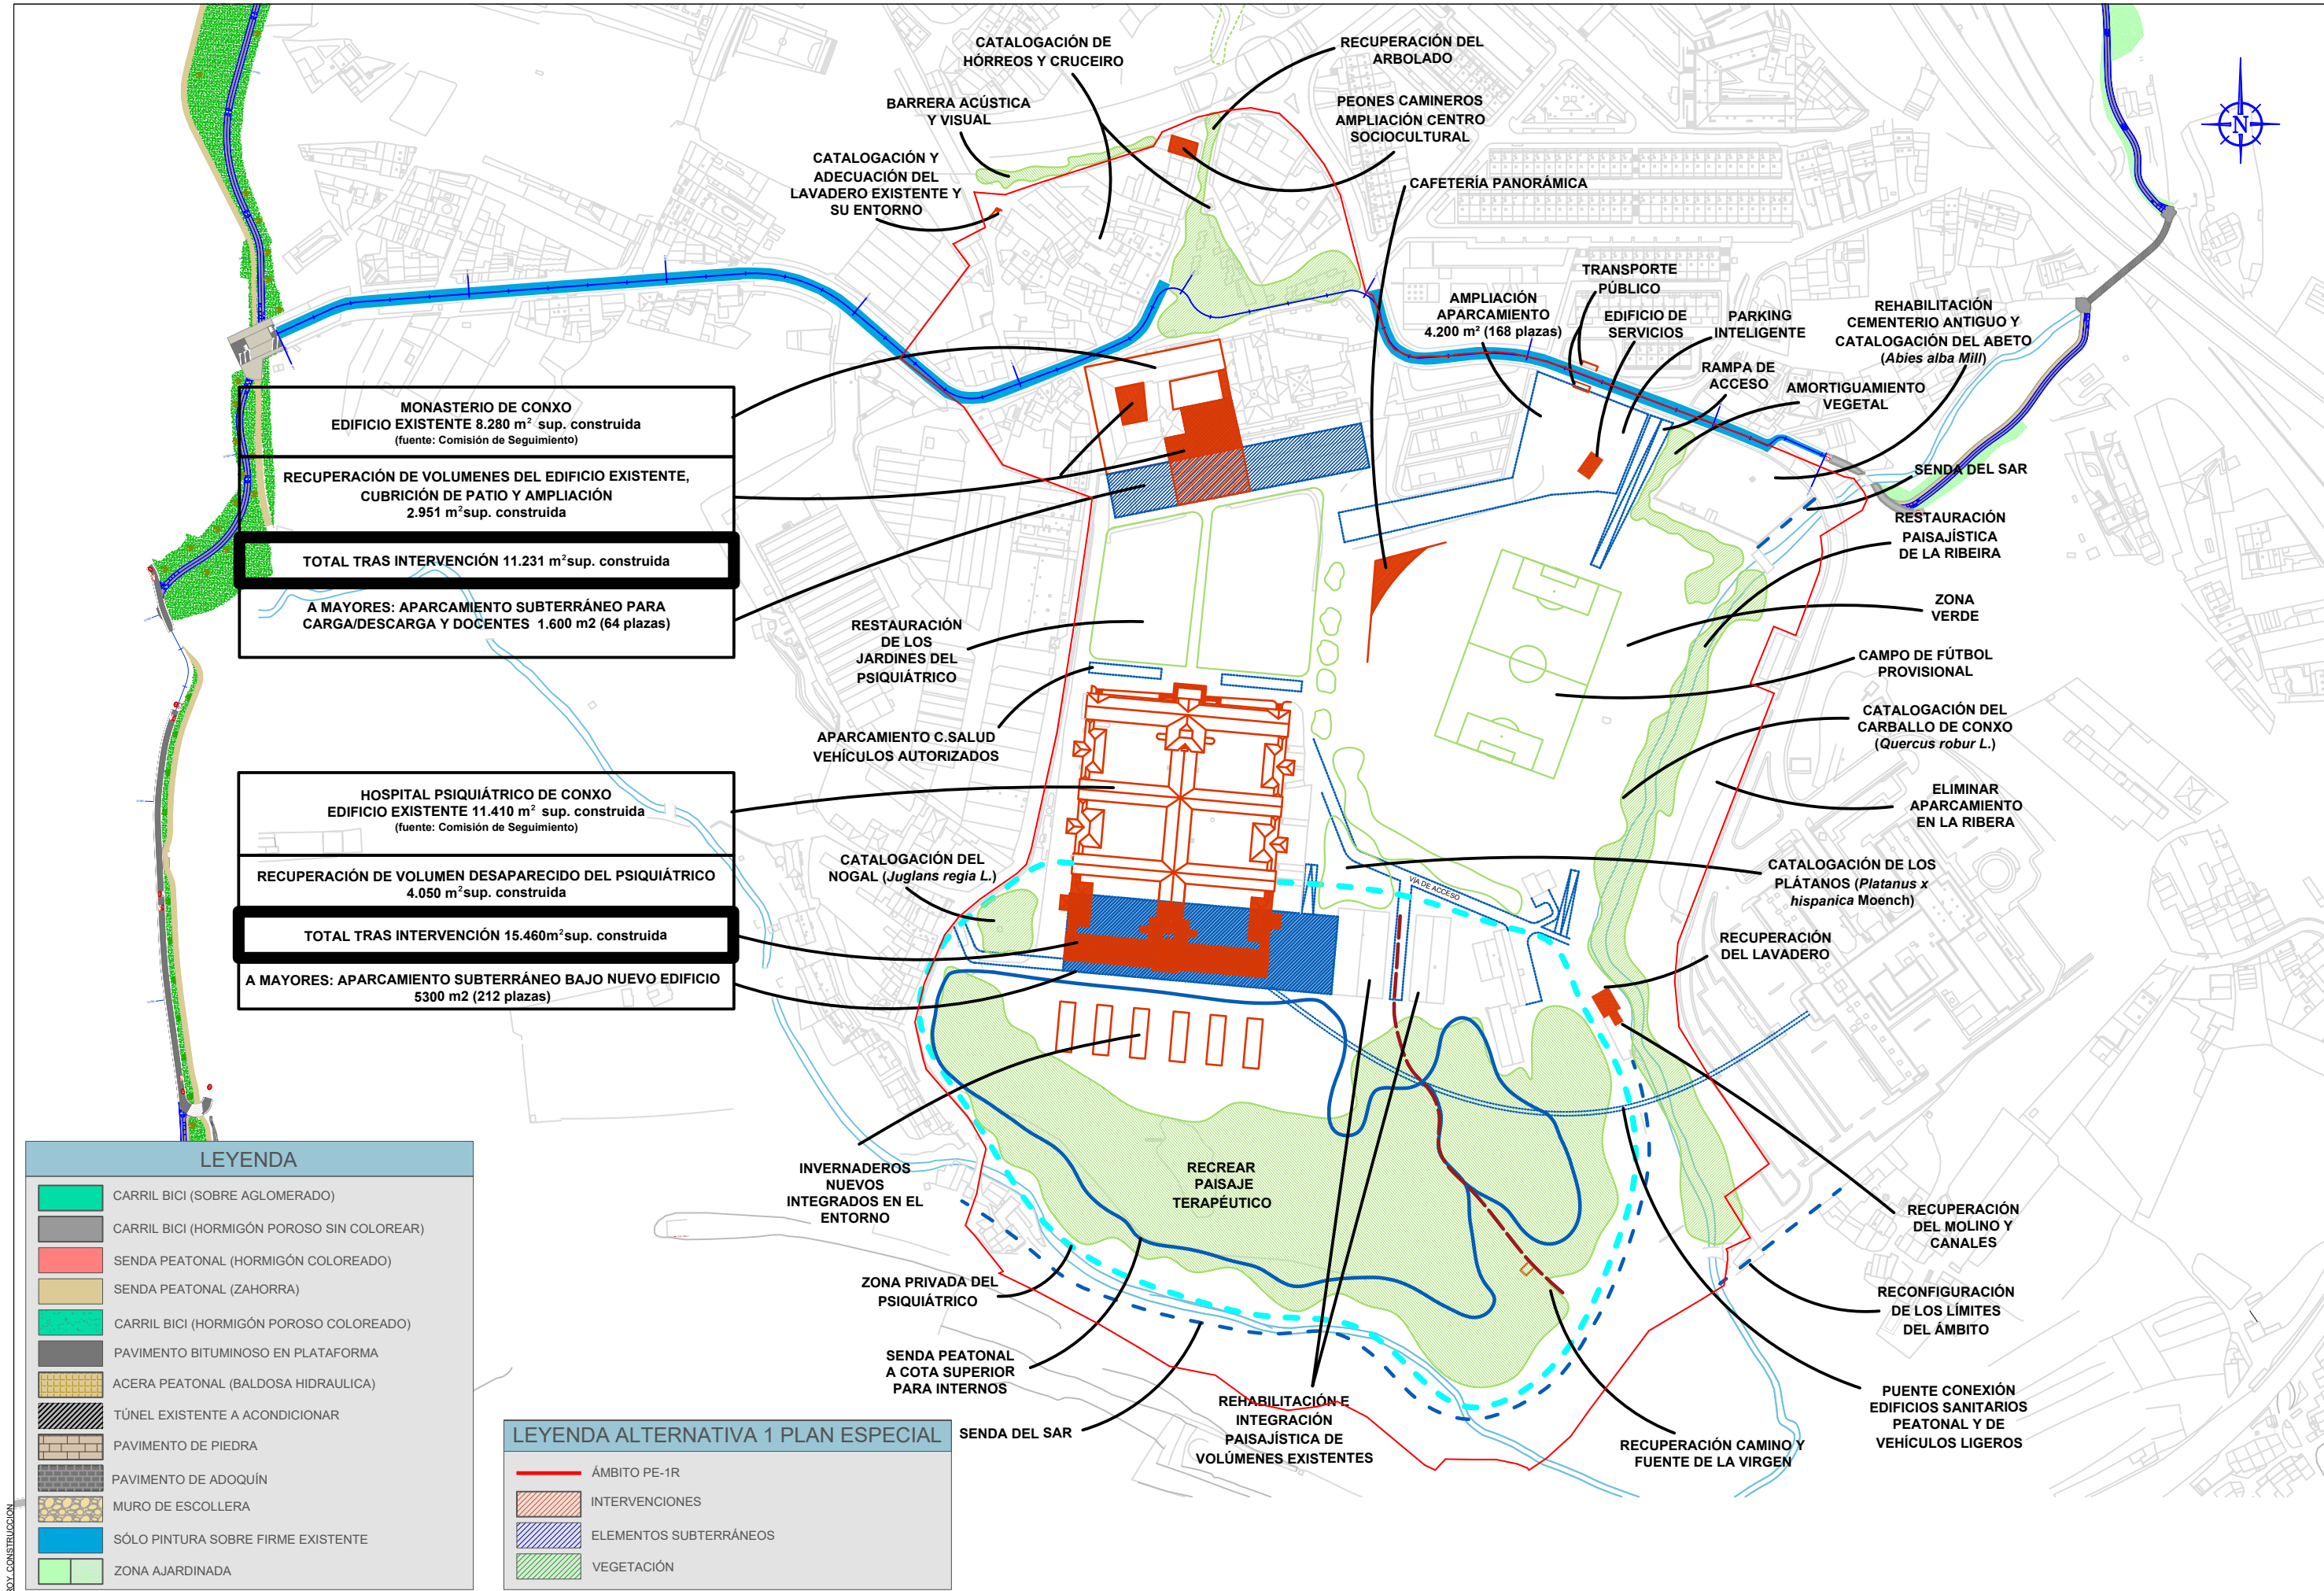 CATALOGACIÓN DE
HÓRREOS Y CRUCEIRO
RECUPERACIÓN DEL
ARBOLADO
BARRERA ACÚSTICA
Y VISUAL
PEONES CAMINEROS
AMPLIACIÓN CENTRO
SOCIOCULTURAL
CATALOGACIÓN Y
ADECUACIÓN DEL
LAVADERO EXISTENTE Y
SU ENTORNO
CAFETERÍA PANORÁMICA
N
TRANSPORTE
PÚBLICO
AMPLIACIÓN
APARCAMIENTO
4.200 m² (168 plazas)
EDIFICIO DE
SERVICIOS
PARKING
INTELIGENTE
REHABILITACIÓN
CEMENTERIO ANTIGUO Y
CATALOGACIÓN DEL ABETO
(Abies alba Mill)
RAMPA DE
ACCESO
AMORTIGUAMIENTO
VEGETAL
SENDA DEL SAR
RESTAURACIÓN
PAISAJÍSTICA
DE LA RIBEIRA
ZONA
VERDE
CAMPO DE FÚTBOL
PROVISIONAL
CATALOGACIÓN DEL
CARBALLO DE CONXO
(Quercus robur L.)
ELIMINAR
APARCAMIENTO
EN LA RIBERA
CATALOGACIÓN DE LOS
PLÁTANOS (Platanus x
hispanica Moench)
RECUPERACIÓN
DEL LAVADERO
MONASTERIO DE CONXO
EDIFICIO EXISTENTE 8.280 m² sup. construida
(fuente: Comisión de Seguimiento)
RECUPERACIÓN DE VOLUMENES DEL EDIFICIO EXISTENTE,
CUBRICIÓN DE PATIO Y AMPLIACIÓN
2.951 m²sup. construida
TOTAL TRAS INTERVENCIÓN 11.231 m²sup. construida
A MAYORES: APARCAMIENTO SUBTERRÁNEO PARA
CARGA/DESCARGA Y DOCENTES 1.600 m2 (64 plazas)
RESTAURACIÓN
DE LOS
JARDINES DEL
PSIQUIÁTRICO
APARCAMIENTO C.SALUD
VEHÍCULOS AUTORIZADOS
HOSPITAL PSIQUIÁTRICO DE CONXO
EDIFICIO EXISTENTE 11.410 m² sup. construida
(fuente: Comisión de Seguimiento)
RECUPERACIÓN DE VOLUMEN DESAPARECIDO DEL PSIQUIÁTRICO
4.050 m²sup. construida
TOTAL TRAS INTERVENCIÓN 15.460m²sup. construida
A MAYORES: APARCAMIENTO SUBTERRÁNEO BAJO NUEVO EDIFICIO
5300 m2 (212 plazas)
CATALOGACIÓN DEL
NOGAL (Juglans regia L.)
VÍA DE ACCESO
INVERNADEROS
NUEVOS
INTEGRADOS EN EL
ENTORNO
RECREAR
PAISAJE
TERAPÉUTICO
ZONA PRIVADA DEL
PSIQUIÁTRICO
SENDA PEATONAL
A COTA SUPERIOR
PARA INTERNOS
SENDA DEL SAR
REHABILITACIÓN E
INTEGRACIÓN
PAISAJÍSTICA DE
VOLÚMENES EXISTENTES
RECUPERACIÓN
DEL MOLINO Y
CANALES
RECONFIGURACIÓN
DE LOS LÍMITES
DEL ÁMBITO
PUENTE CONEXIÓN
EDIFICIOS SANITARIOS
PEATONAL Y DE
VEHÍCULOS LIGEROS
RECUPERACIÓN CAMINO Y
FUENTE DE LA VIRGEN
LEYENDA
CARRIL BICI (SOBRE AGLOMERADO)
CARRIL BICI (HORMIGÓN POROSO SIN COLOREAR)
SENDA PEATONAL (HORMIGÓN COLOREADO)
SENDA PEATONAL (ZAHORRA)
CARRIL BICI (HORMIGÓN POROSO COLOREADO)
PAVIMENTO BITUMINOSO EN PLATAFORMA
ACERA PEATONAL (BALDOSA HIDRAULICA)
TÚNEL EXISTENTE A ACONDICIONAR
PAVIMENTO DE PIEDRA
PAVIMENTO DE ADOQUÍN
MURO DE ESCOLLERA
SÓLO PINTURA SOBRE FIRME EXISTENTE
ZONA AJARDINADA
LEYENDA ALTERNATIVA 1 PLAN ESPECIAL
ÁMBITO PE-1R
INTERVENCIONES
ELEMENTOS SUBTERRÁNEOS
VEGETACIÓN
CONSTRUCCION